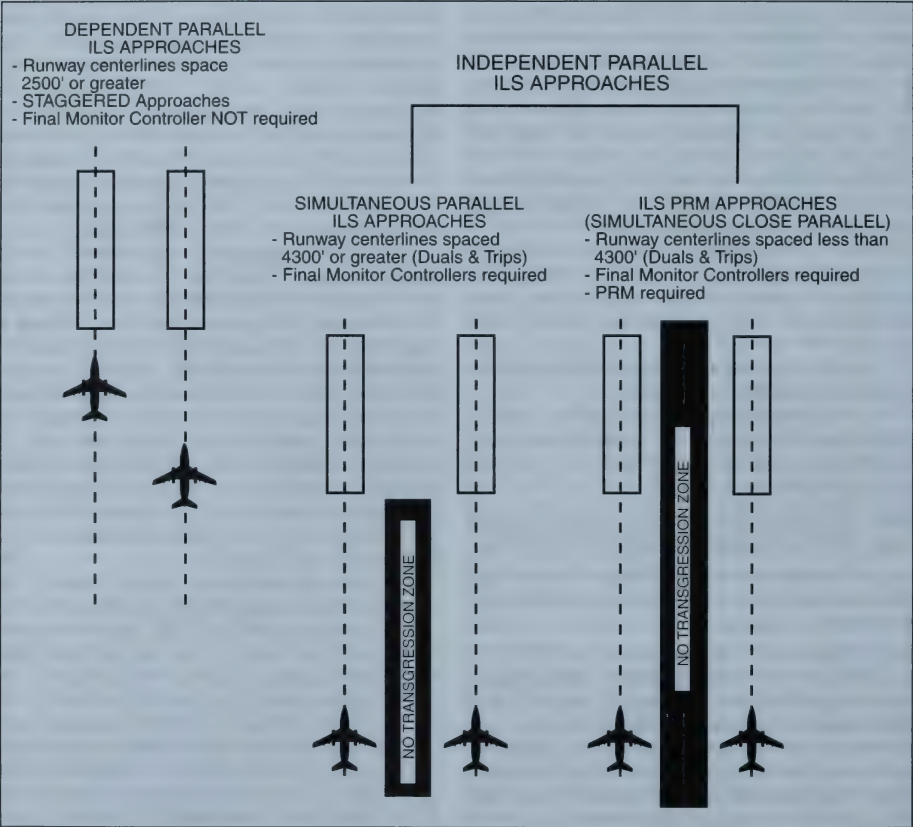 DEPENDENT PARALLEL
ILS APPROACHES
- Runway centerlines space
2500' or greater
- STAGGERED Approaches
- Final Monitor Controller NOT required
INDEPENDENT PARALLEL
ILS APPROACHES
SIMULTANEOUS PARALLEL
ILS APPROACHES
- Runway centerlines spaced
4300' or greater (Duals & Trips)
- Final Monitor Controllers required
ILS PRM APPROACHES
(SIMULTANEOUS CLOSE PARALLEL)
- Runway centerlines spaced less than
4300' (Duals & Trips)
- Final Monitor Controllers required
- PRM required
NO TRANSGRESSION ZONE
NO TRANSGRESSION ZONE